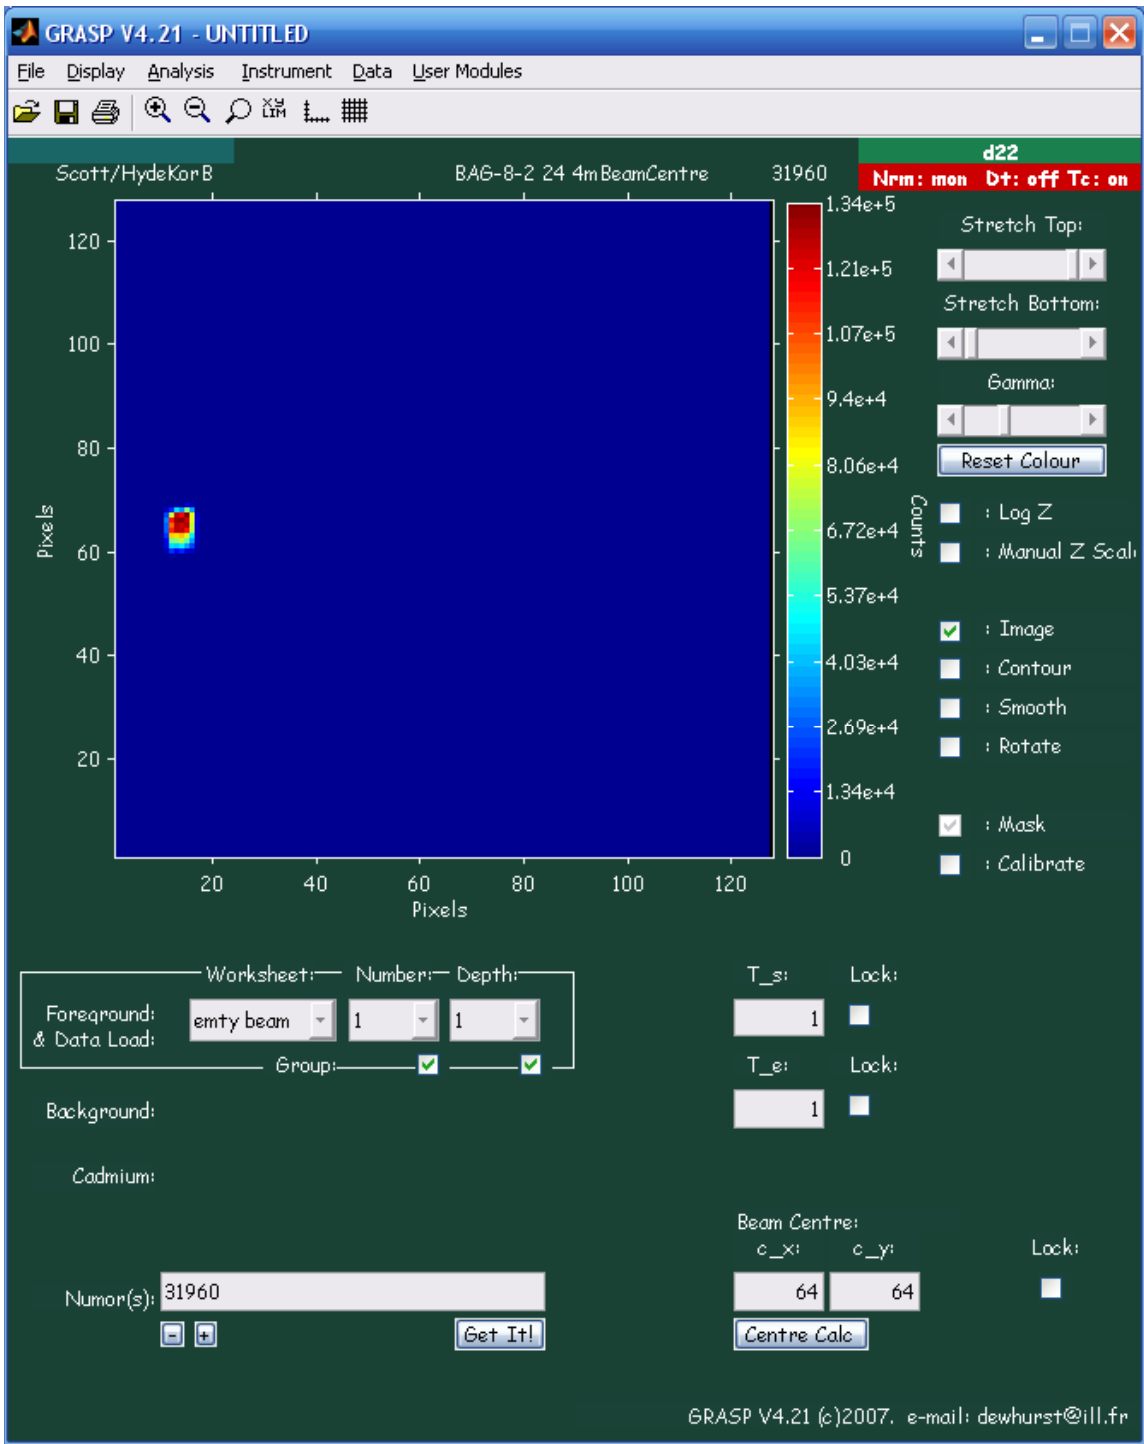 GRASP V4.21 - UNTITLED
File Display Analysis Instrument Data User Modules
XY LIM
d22
Scott/HydeKorB BAG-8-2 24 4mBeamCentre 31960
Nrm: mon Dt: off Tc: on
1.34e+5
1.21e+5
1.07e+5
9.4e+4
8.06e+4
6.72e+4
5.37e+4
4.03e+4
2.69e+4
1.34e+4
0
Counts
120
100
80
60
40
20
Pixels
20 40 60 80 100 120
Pixels
Stretch Top:
Stretch Bottom:
Gamma:
Reset Colour
: Log Z
: Manual Z Scal
: Image
: Contour
: Smooth
: Rotate
: Mask
: Calibrate
Worksheet: Number: Depth:
Foreground: & Data Load:
emty beam 1 1
Group:
Background:
Cadmium:
T_s: Lock:
1
T_e: Lock:
1
Beam Centre:
c_x: c_y: Lock:
64 64
Centre Calc
Numor(s): 31960
- + Get It!
GRASP V4.21 (c)2007. e-mail: dewhurst@ill.fr